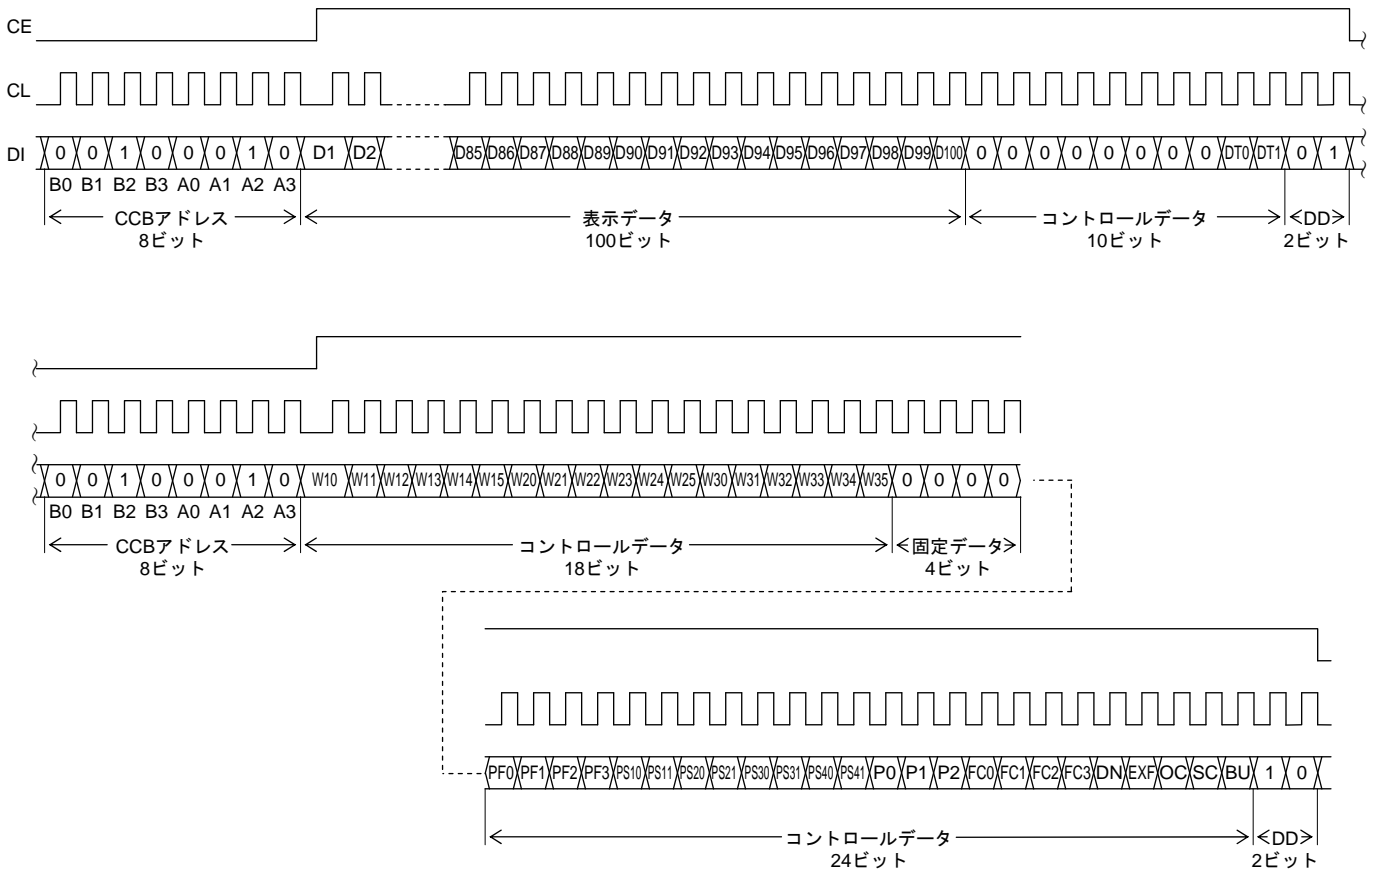 CE
CL
DI 0 0 1 0 0 0 1 0 D1 D2 D85 D86 D87 D88 D89 D90 D91 D92 D93 D94 D95 D96 D97 D98 D99 D100 0 0 0 0 0 0 0 0 DT0 DT1 0 1
B0 B1 B2 B3 A0 A1 A2 A3
CCBアドレス 表示データ コントロールデータ DD
8ビット 100ビット 10ビット 2ビット
0 0 1 0 0 0 1 0 W10 W11 W12 W13 W14 W15 W20 W21 W22 W23 W24 W25 W30 W31 W32 W33 W34 W35 0 0 0 0
B0 B1 B2 B3 A0 A1 A2 A3
CCBアドレス コントロールデータ 固定データ
8ビット 18ビット 4ビット
PF0 PF1 PF2 PF3 PS10 PS11 PS20 PS21 PS30 PS31 PS40 PS41 P0 P1 P2 FC0 FC1 FC2 FC3 DN EXF OC SC BU 1 0
コントロールデータ DD
24ビット 2ビット